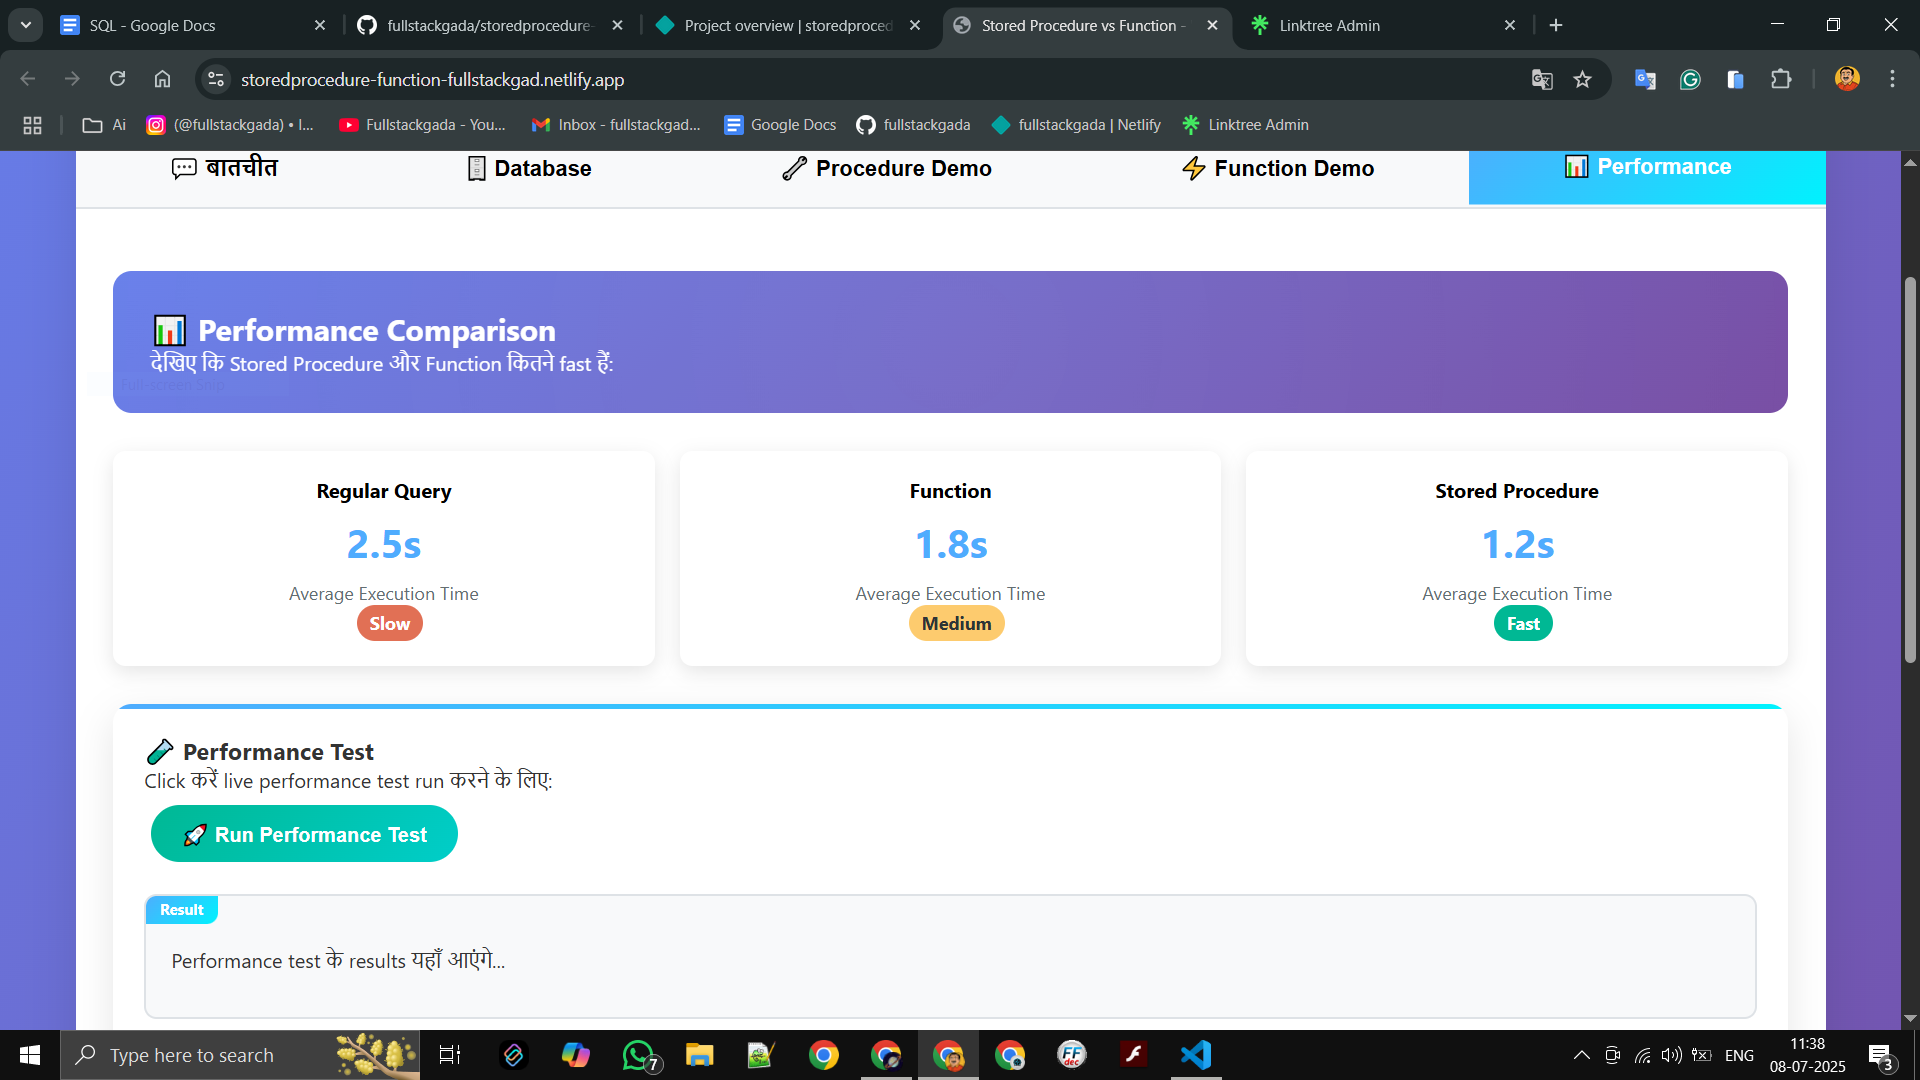 SQL - Google Docs
fullstackgada/storedprocedure-
Project overview | storedproced
Stored Procedure vs Function -
Linktree Admin
storedprocedure-function-fullstackgad.netlify.app
Ai
(@fullstackgada) • I...
Fullstackgada - You...
Inbox - fullstackgad...
Google Docs
fullstackgada
fullstackgada | Netlify
Linktree Admin
बातचीत
Database
Procedure Demo
Function Demo
Performance
Performance Comparison
देखिए कि Stored Procedure और Function कितने fast हैं:
Regular Query
2.5s
Average Execution Time
Slow
Function
1.8s
Average Execution Time
Medium
Stored Procedure
1.2s
Average Execution Time
Fast
Performance Test
Click करें live performance test run करने के लिए:
Run Performance Test
Result
Performance test के results यहाँ आएंगे...
Type here to search
7
FF
dec
ENG
11:38
08-07-2025
3